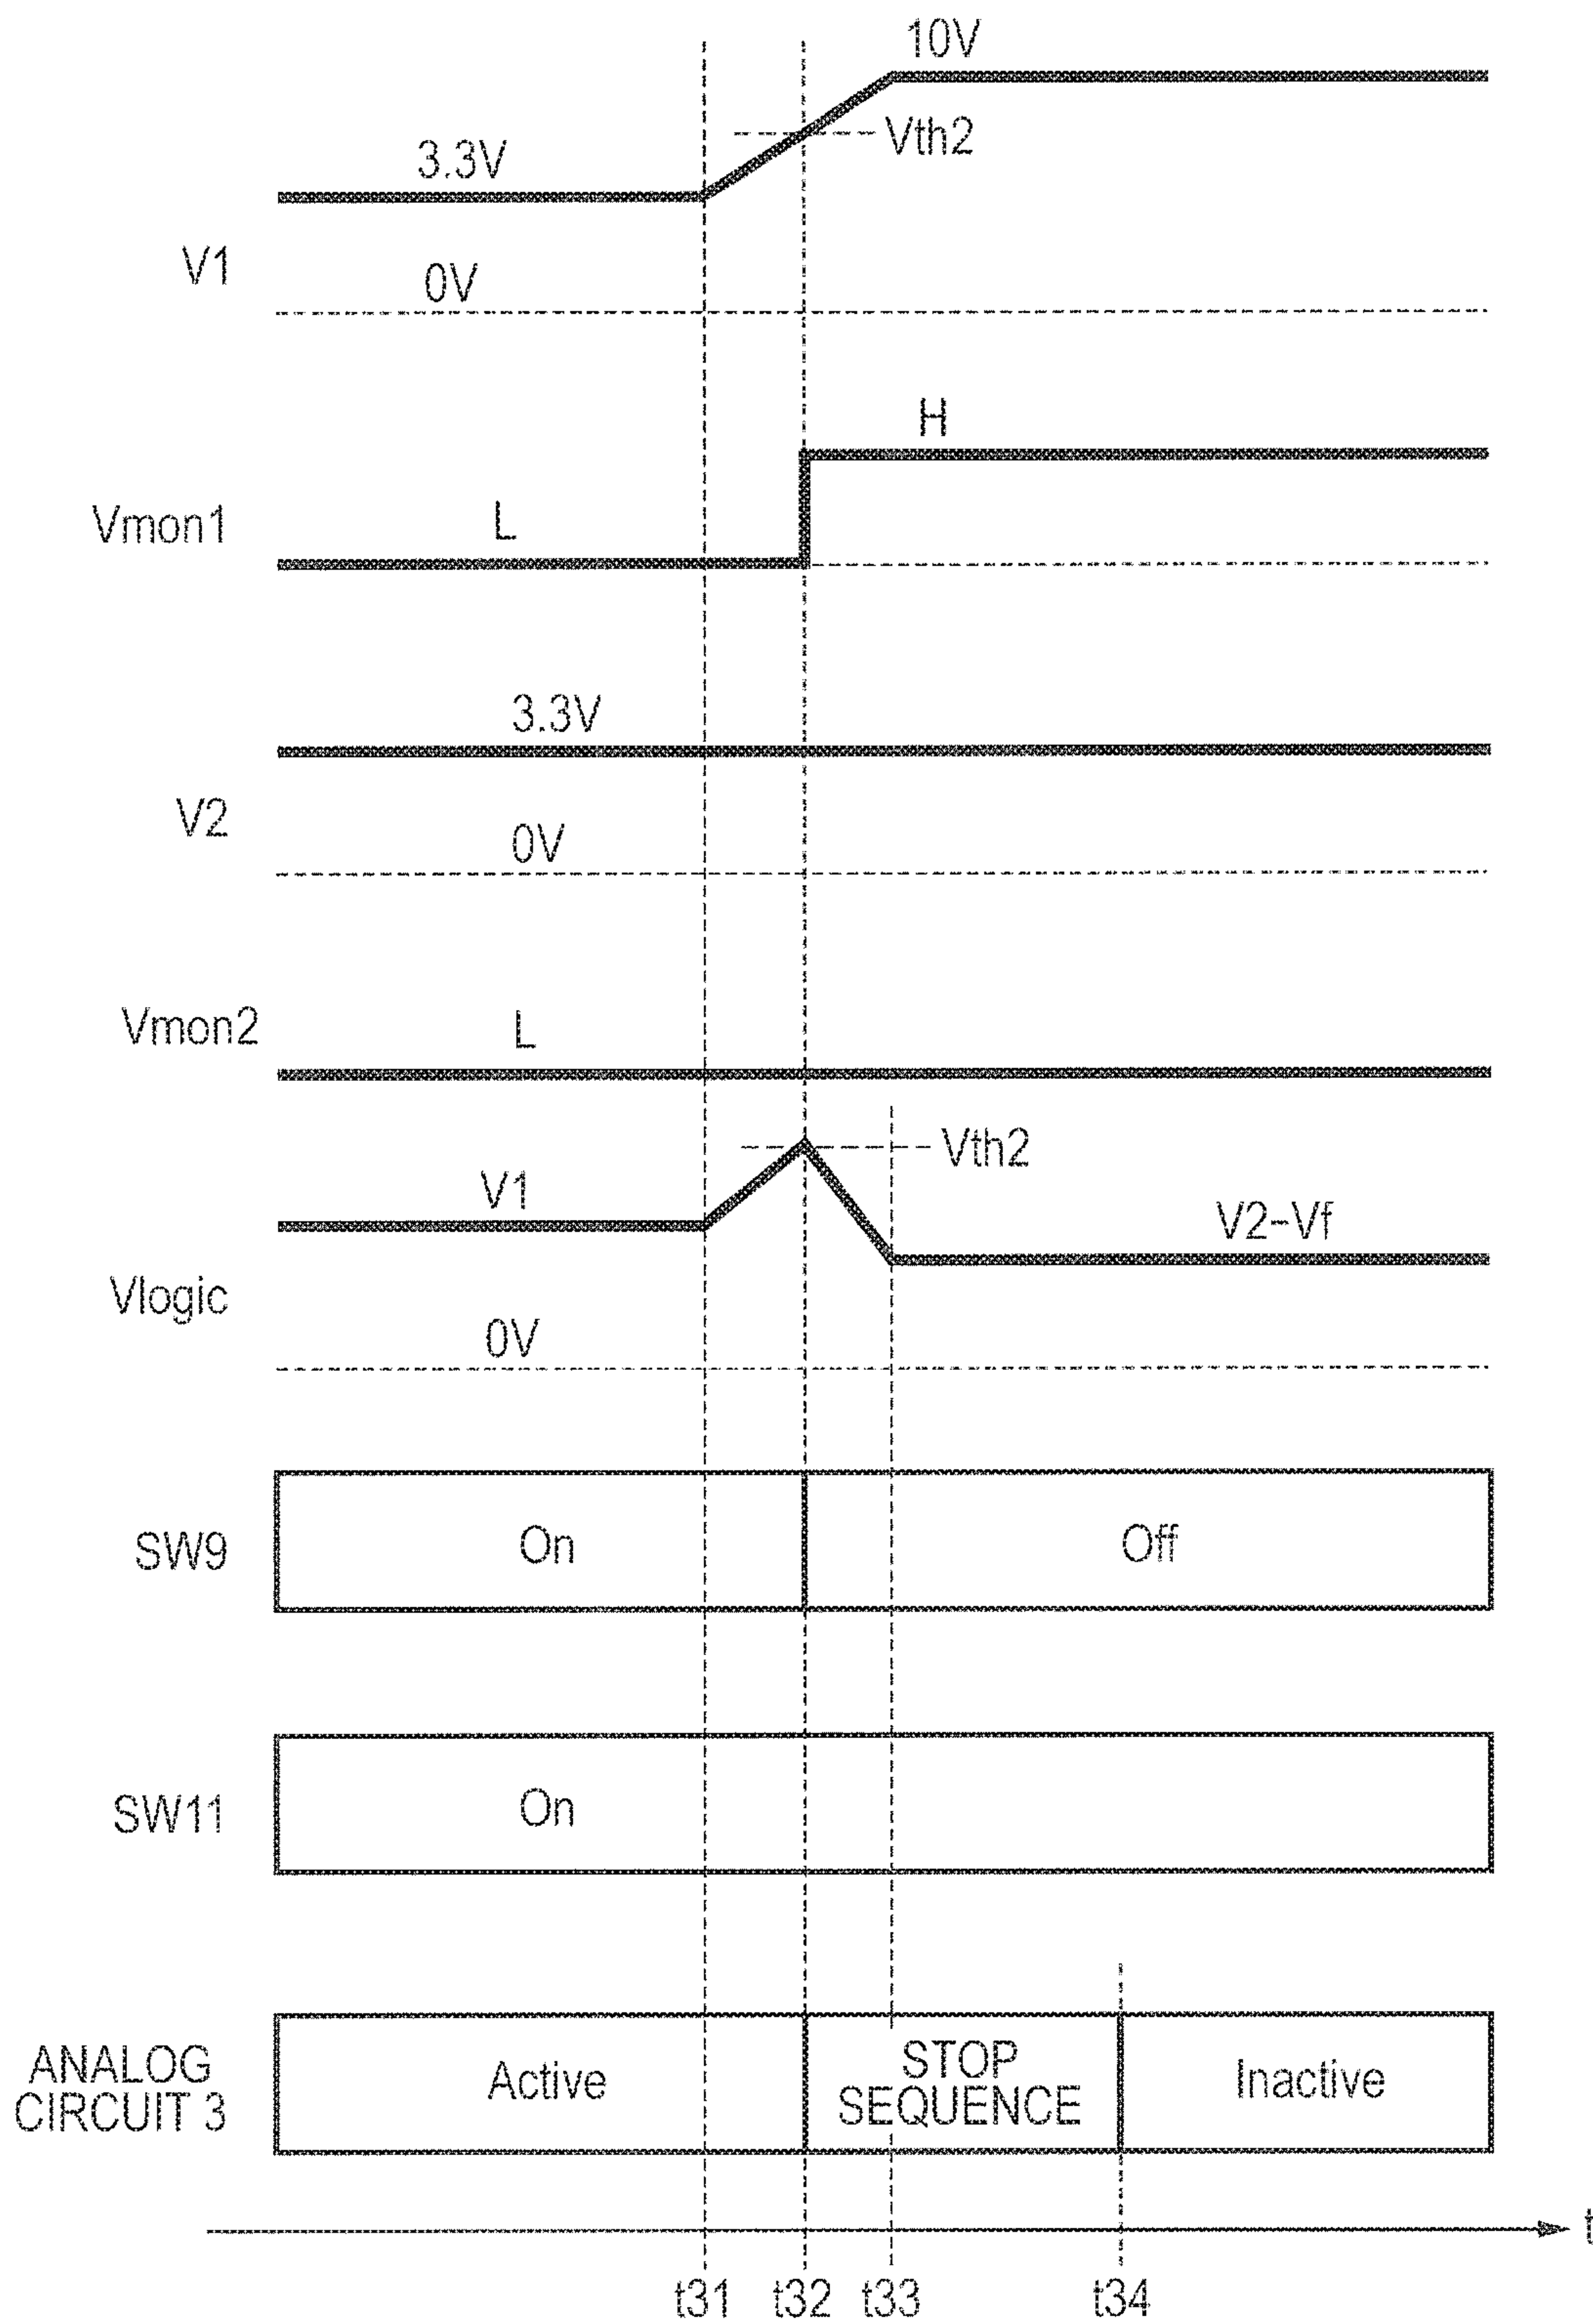 10V
Vth2
3.3V
V1
0V
H
Vmon1
L
3.3V
V2
0V
Vmon2
L
Vth2
V1
V2-Vf
Vlogic
0V
SW9
On
Off
SW11
On
ANALOG
CIRCUIT 3
Active
STOP
SEQUENCE
Inactive
t
t31
t32
t33
t34